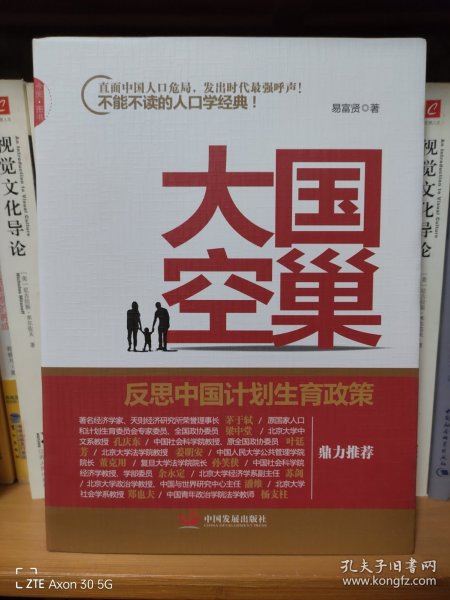 直面中国人口危局，发出时代最强呼声！
不能不读的人口学经典！
易富贤 著
大国
空巢
反思中国计划生育政策
著名经济学家、天则经济研究所荣誉理事长 茅于轼 / 原国家人口
和计划生育委员会专家委员、全国政协委员 梁中堂 / 北京大学中
文系教授 孔庆东 / 中国社会科学院教授、原全国政协委员 叶廷
芳 / 北京大学法学院教授 姜明安 / 中国人民大学公共管理学院
院长 董克用 / 复旦大学法学院院长 孙笑侠 / 中国社会科学院
经济学教授、学部委员 余永定 / 北京大学经济学系副主任 苏剑
/ 北京大学政治学教授、中国与世界研究中心主任 潘维 / 北京大学
社会学系教授 郑也夫 / 中国青年政治学院法学教师 杨支柱
鼎力推荐
中国发展出版社
视觉文化导论
An Introduction to Visual Culture
视觉文化导论
An Introduction to Visual Culture
ZTE Axon 30 5G
孔夫子旧书网
www.kongfz.com